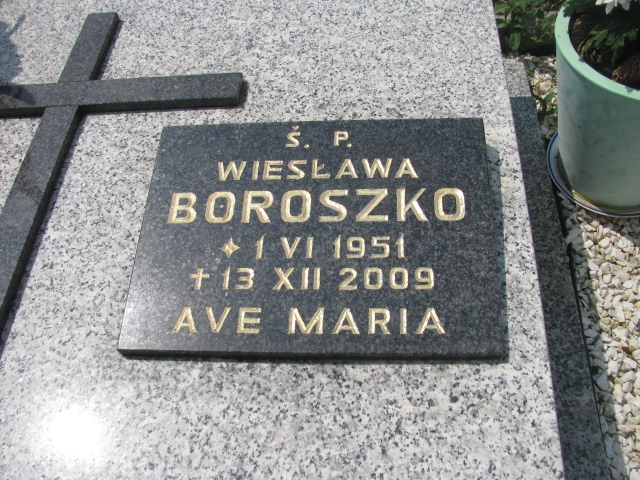 Ś. P.
WIESŁAWA
BOROSZKO
✦ 1 VI 1951
✝ 13 XII 2009
AVE MARIA